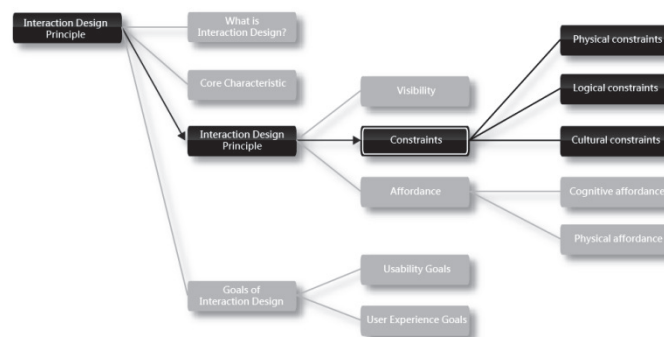 Interaction Design
Principle
What is
Interaction Design?
Core Characteristic
Interaction Design
Principle
Goals of
Interaction Design
Visibility
Constraints
Affordance
Usability Goals
User Experience Goals
Physical constraints
Logical constraints
Cultural constraints
Cognitive affordance
Physical affordance